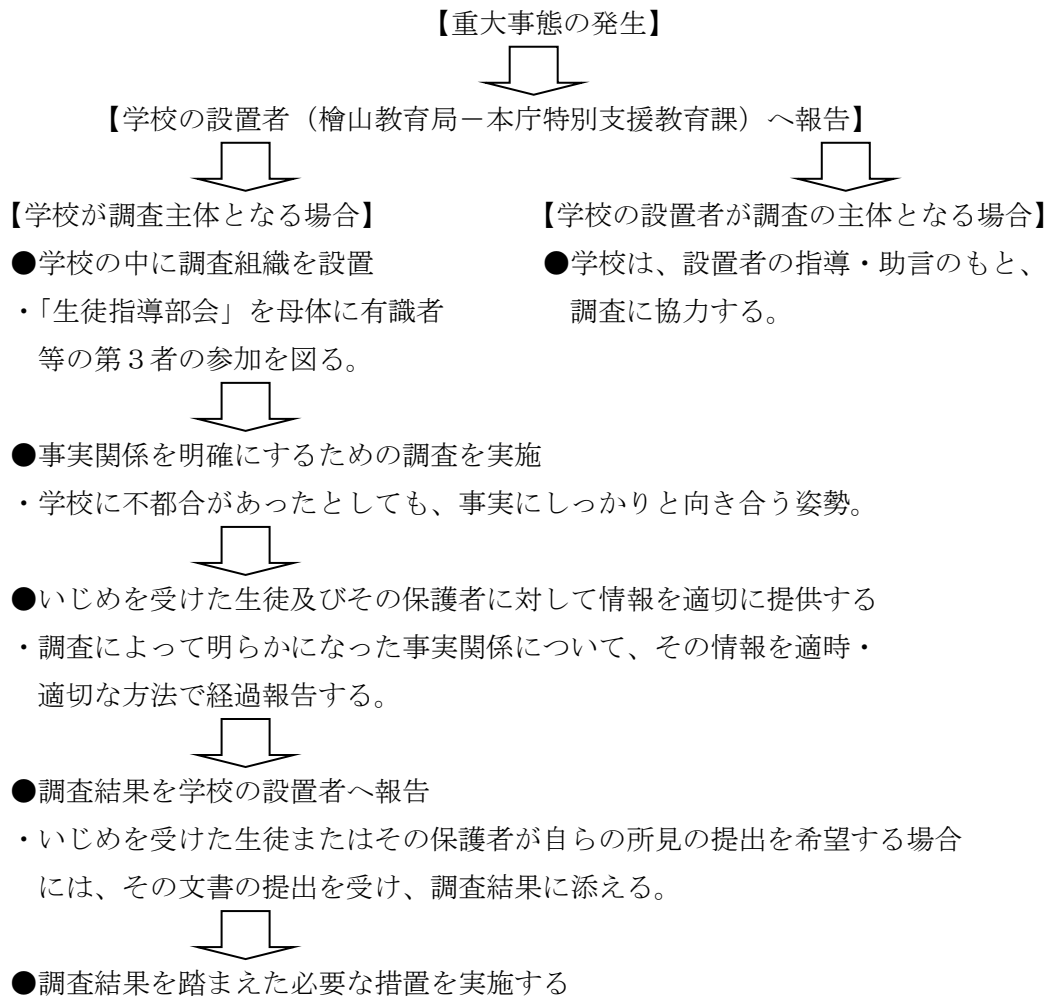 【重大事態の発生】
【学校の設置者（檜山教育局－本庁特別支援教育課）へ報告】
【学校が調査主体となる場合】
●学校の中に調査組織を設置
・「生徒指導部会」を母体に有識者
等の第３者の参加を図る。
【学校の設置者が調査の主体となる場合】
●学校は、設置者の指導・助言のもと、
調査に協力する。
●事実関係を明確にするための調査を実施
・学校に不都合があったとしても、事実にしっかりと向き合う姿勢。
●いじめを受けた生徒及びその保護者に対して情報を適切に提供する
・調査によって明らかになった事実関係について、その情報を適時・
適切な方法で経過報告する。
●調査結果を学校の設置者へ報告
・いじめを受けた生徒またはその保護者が自らの所見の提出を希望する場合
には、その文書の提出を受け、調査結果に添える。
●調査結果を踏まえた必要な措置を実施する